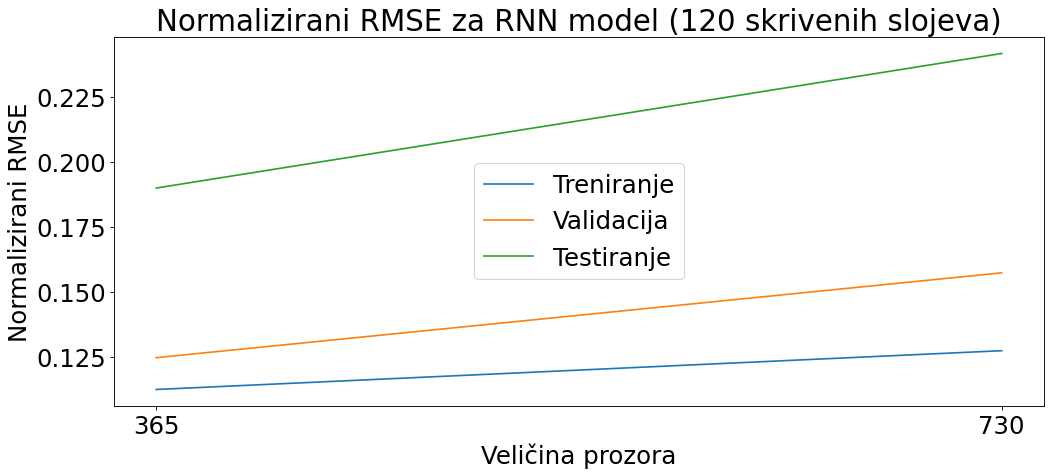 Normalizirani RMSE za RNN model (120 skrivenih slojeva)
Normalizirani RMSE
0.225
0.200
0.175
0.150
0.125
Treniranje
Validacija
Testiranje
365
730
Veličina prozora